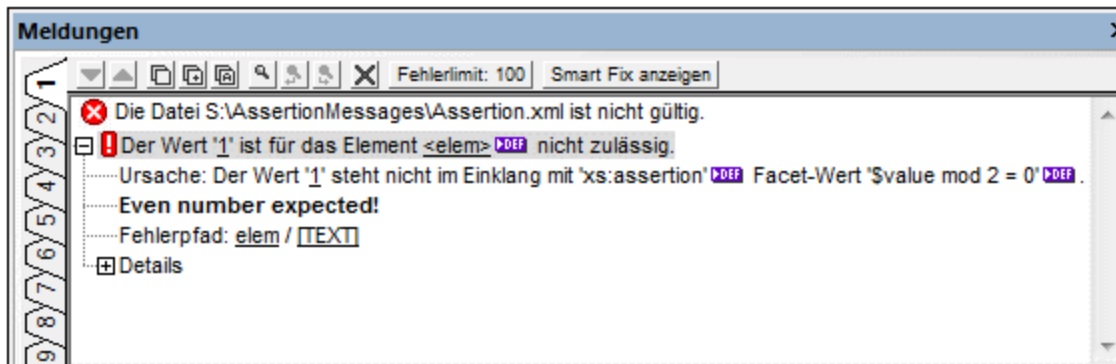 Meldungen
Fehlerlimit: 100 Smart Fix anzeigen
1
2
3
4
5
6
7
8
9
Die Datei S:\AssertionMessages\Assertion.xml ist nicht gültig.
Der Wert '1' ist für das Element <elem> DEF nicht zulässig.
Ursache: Der Wert '1' steht nicht im Einklang mit 'xs:assertion' DEF Facet-Wert '$value mod 2 = 0' DEF .
Even number expected!
Fehlerpfad: elem / [TEXT]
Details